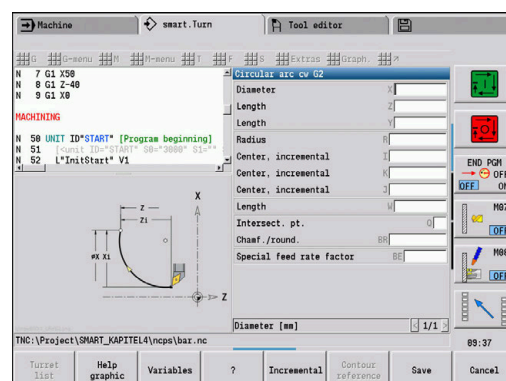 Machine
smart.Turn
Tool editor
G G-menu M M-menu T F S Extras Graph.
N 7 G1 X50
N 8 G1 Z-40
N 9 G1 X0
MACHINING
N 50 UNIT ID"START" [Program beginning]
N 51 [<unit ID="START" S0="3000" S1=""
N 52 L"InitStart" V1
Circular arc cw G2
Diameter X
Length Z
Length Y
Radius R
Center, incremental I
Center, incremental K
Center, incremental J
Length W
Intersect. pt. Q
Chamf./round. BR
Special feed rate factor BE
Diameter [mm] 1/1
X
Z
Zi
øX Xi
Z
TNC:\Project\SMART_KAPITEL4\ncps\bar.nc
END PGM
OFF
OFF ON
M07
OFF
M08
OFF
09:37
Turret list
Help graphic
Variables
?
Incremental
Contour reference
Save
Cancel